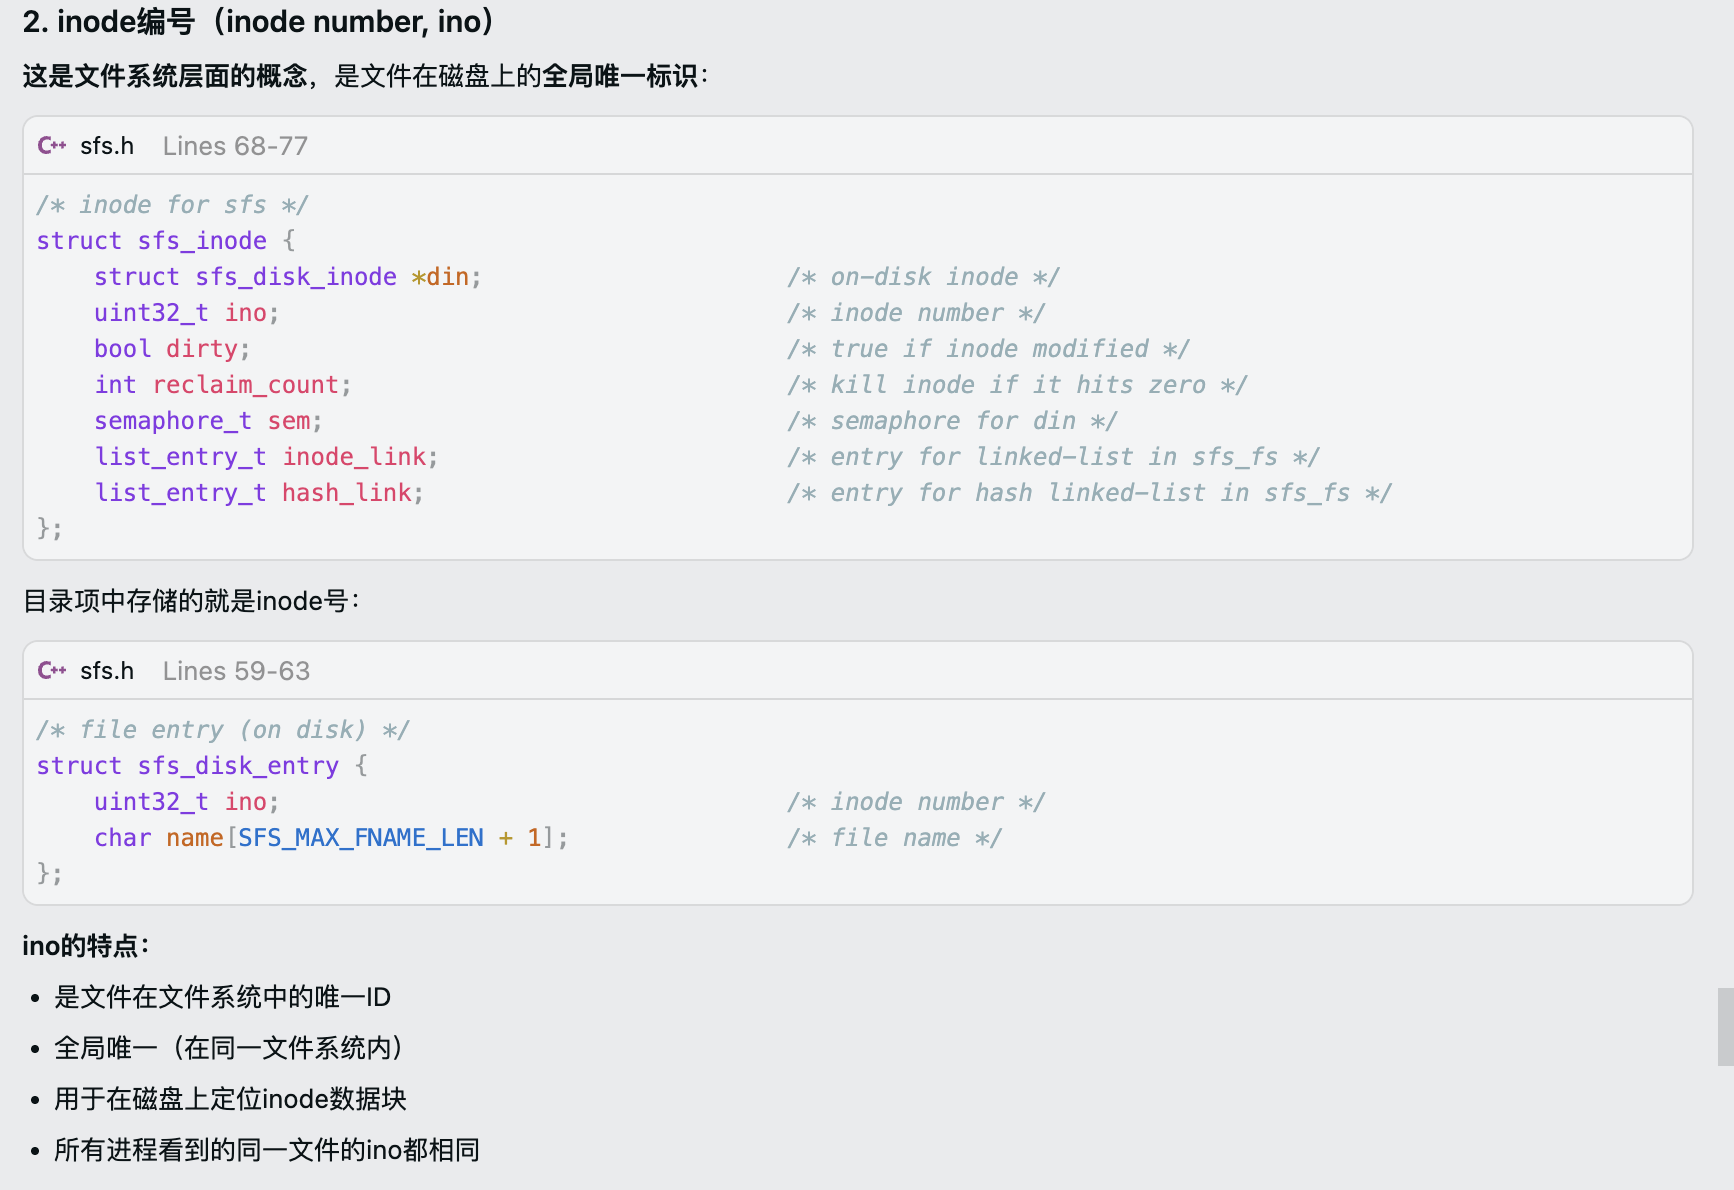 2. inode编号（inode number, ino）
这是文件系统层面的概念，是文件在磁盘上的全局唯一标识：
C++ sfs.h Lines 68-77
/* inode for sfs */
struct sfs_inode {
    struct sfs_disk_inode *din;                     /* on-disk inode */
    uint32_t ino;                                   /* inode number */
    bool dirty;                                     /* true if inode modified */
    int reclaim_count;                              /* kill inode if it hits zero */
    semaphore_t sem;                                /* semaphore for din */
    list_entry_t inode_link;                        /* entry for linked-list in sfs_fs */
    list_entry_t hash_link;                         /* entry for hash linked-list in sfs_fs */
};
目录项中存储的就是inode号：
C++ sfs.h Lines 59-63
/* file entry (on disk) */
struct sfs_disk_entry {
    uint32_t ino;                                   /* inode number */
    char name[SFS_MAX_FNAME_LEN + 1];               /* file name */
};
ino的特点：
• 是文件在文件系统中的唯一ID
• 全局唯一（在同一文件系统内）
• 用于在磁盘上定位inode数据块
• 所有进程看到的同一文件的ino都相同